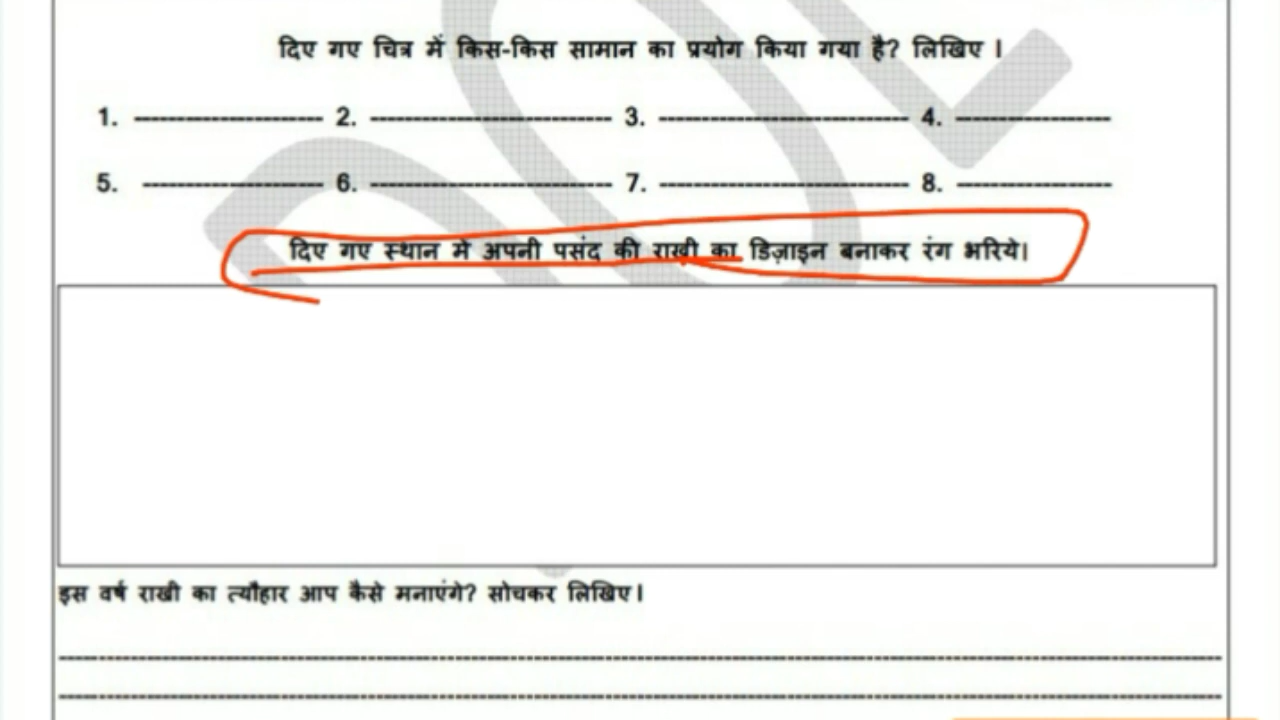 दिए गए चित्र में किस-किस सामान का प्रयोग किया गया है? लिखिए ।
1. ---------------------- 2. ---------------------------- 3. ----------------------------- 4. ------------------
5. --------------------- 6. ---------------------------- 7. ----------------------------- 8. ------------------
दिए गए स्थान में अपनी पसंद की राखी का डिज़ाइन बनाकर रंग भरिये।
इस वर्ष राखी का त्यौहार आप कैसे मनाएंगे? सोचकर लिखिए।